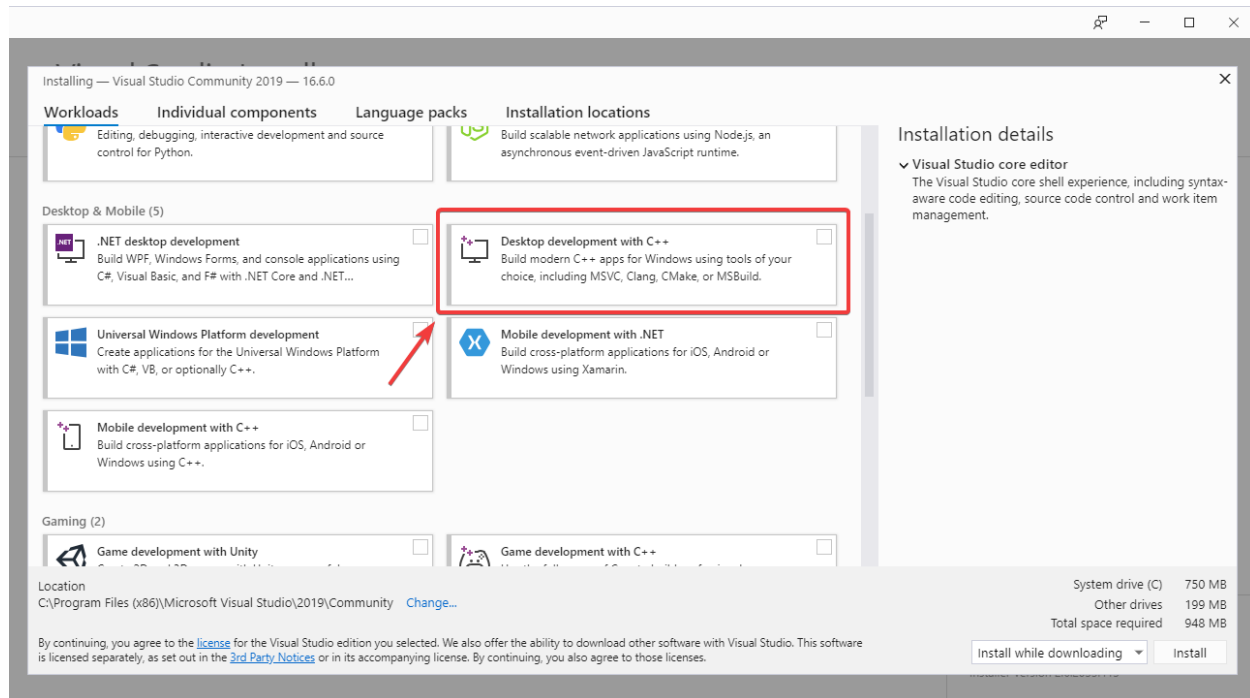 Installing — Visual Studio Community 2019 — 16.6.0
Workloads Individual components Language packs Installation locations
Editing, debugging, interactive development and source
control for Python.
Build scalable network applications using Node.js, an
asynchronous event-driven JavaScript runtime.
Desktop & Mobile (5)
.NET
.NET desktop development
Build WPF, Windows Forms, and console applications using
C#, Visual Basic, and F# with .NET Core and .NET...
Desktop development with C++
Build modern C++ apps for Windows using tools of your
choice, including MSVC, Clang, CMake, or MSBuild.
Universal Windows Platform development
Create applications for the Universal Windows Platform
with C#, VB, or optionally C++.
Mobile development with .NET
Build cross-platform applications for iOS, Android or
Windows using Xamarin.
Mobile development with C++
Build cross-platform applications for iOS, Android or
Windows using C++.
Gaming (2)
Game development with Unity
Game development with C++
Installation details
Visual Studio core editor
The Visual Studio core shell experience, including syntax-
aware code editing, source code control and work item
management.
Location
C:\Program Files (x86)\Microsoft Visual Studio\2019\Community Change...
By continuing, you agree to the license for the Visual Studio edition you selected. We also offer the ability to download other software with Visual Studio. This software
is licensed separately, as set out in the 3rd Party Notices or in its accompanying license. By continuing, you also agree to those licenses.
System drive (C) 750 MB
Other drives 199 MB
Total space required 948 MB
Install while downloading Install